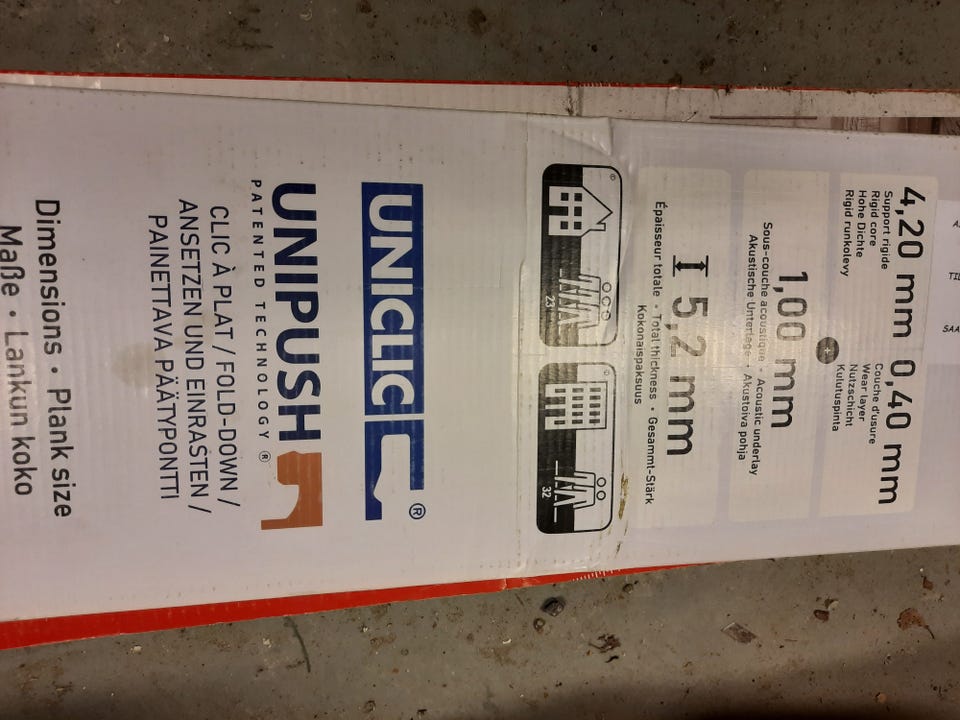 4,20 mm
Support rigide
Rigid core
Hohe Dichte
Rigid runkolevy
0,40 mm
Couche d'usure
Wear layer
Nutzschicht
Kulutuspinta
+
1,00 mm
Sous-couche acoustique - Acoustic underlay
Akustische Unterlage · Akustoiva pohja
5,2 mm
Épaisseur totale · Total thickness · Gesammt-Stärk
Kokonaispaksuus
23
32
UNICLIC®
UNIPUSH
PATENTED TECHNOLOGY®
CLIC À PLAT / FOLD-DOWN /
ANSETZEN UND EINRASTEN /
PAINETTAVA PÄÄTYPONTTI
Dimensions · Plank size
Maße · Lankun koko